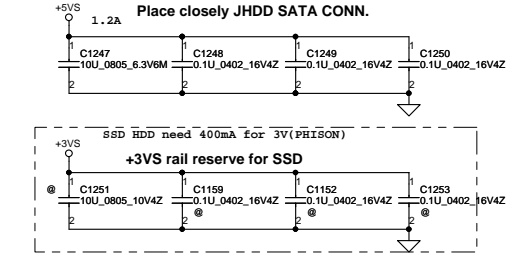 +5VS
1.2A
Place closely JHDD SATA CONN.
1 1 1 1
C1247 C1248 C1249 C1250
10U_0805_6.3V6M 0.1U_0402_16V4Z 0.1U_0402_16V4Z 0.1U_0402_16V4Z
2 2 2 2
SSD HDD need 400mA for 3V(PHISON)
+3VS
+3VS rail reserve for SSD
1 1 1 1
@ C1251 C1159 C1152 C1253
10U_0805_10V4Z 0.1U_0402_16V4Z 0.1U_0402_16V4Z 0.1U_0402_16V4Z
@ @ @
2 2 2 2